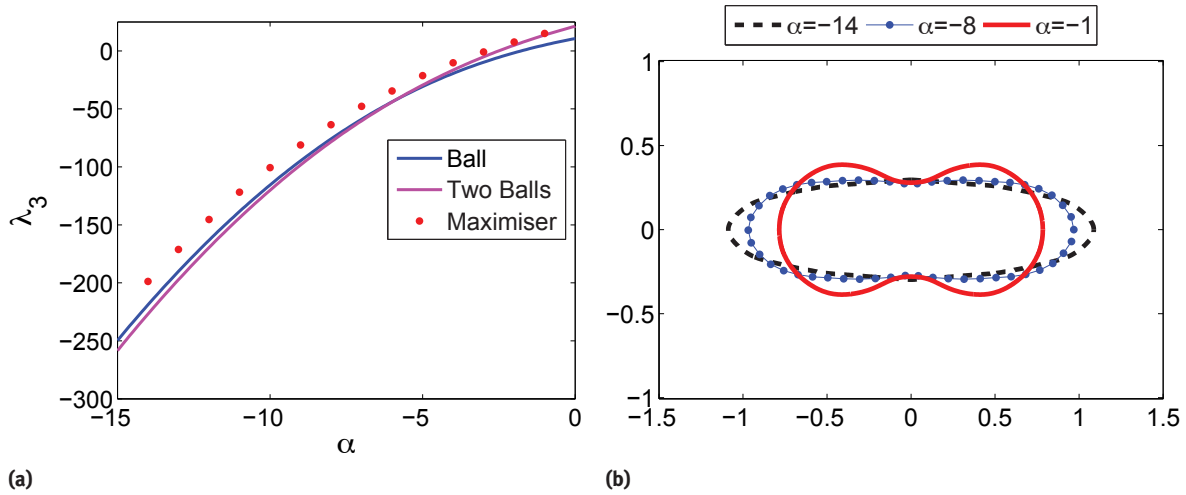 0
−50
−100
−150
−200
−250
−300
λ3
−15
−10
−5
0
α
Ball
Two Balls
Maximiser
(a)
α=−14
α=−8
α=−1
1
0.5
0
−0.5
−1
−1.5
−1
−0.5
0
0.5
1
1.5
(b)